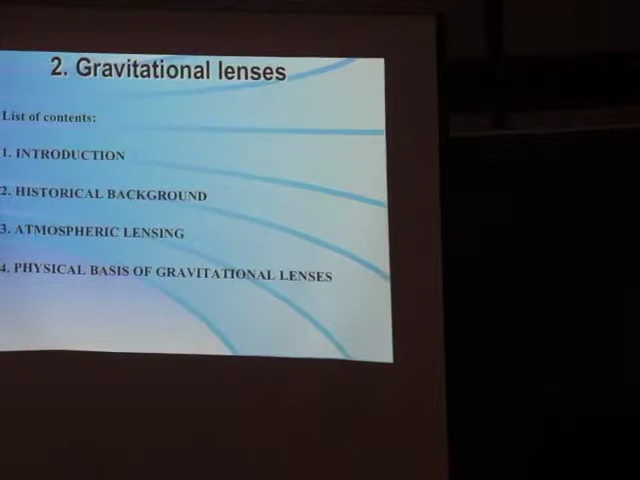 2. Gravitational lenses
List of contents:
1. INTRODUCTION
2. HISTORICAL BACKGROUND
3. ATMOSPHERIC LENSING
4. PHYSICAL BASIS OF GRAVITATIONAL LENSES